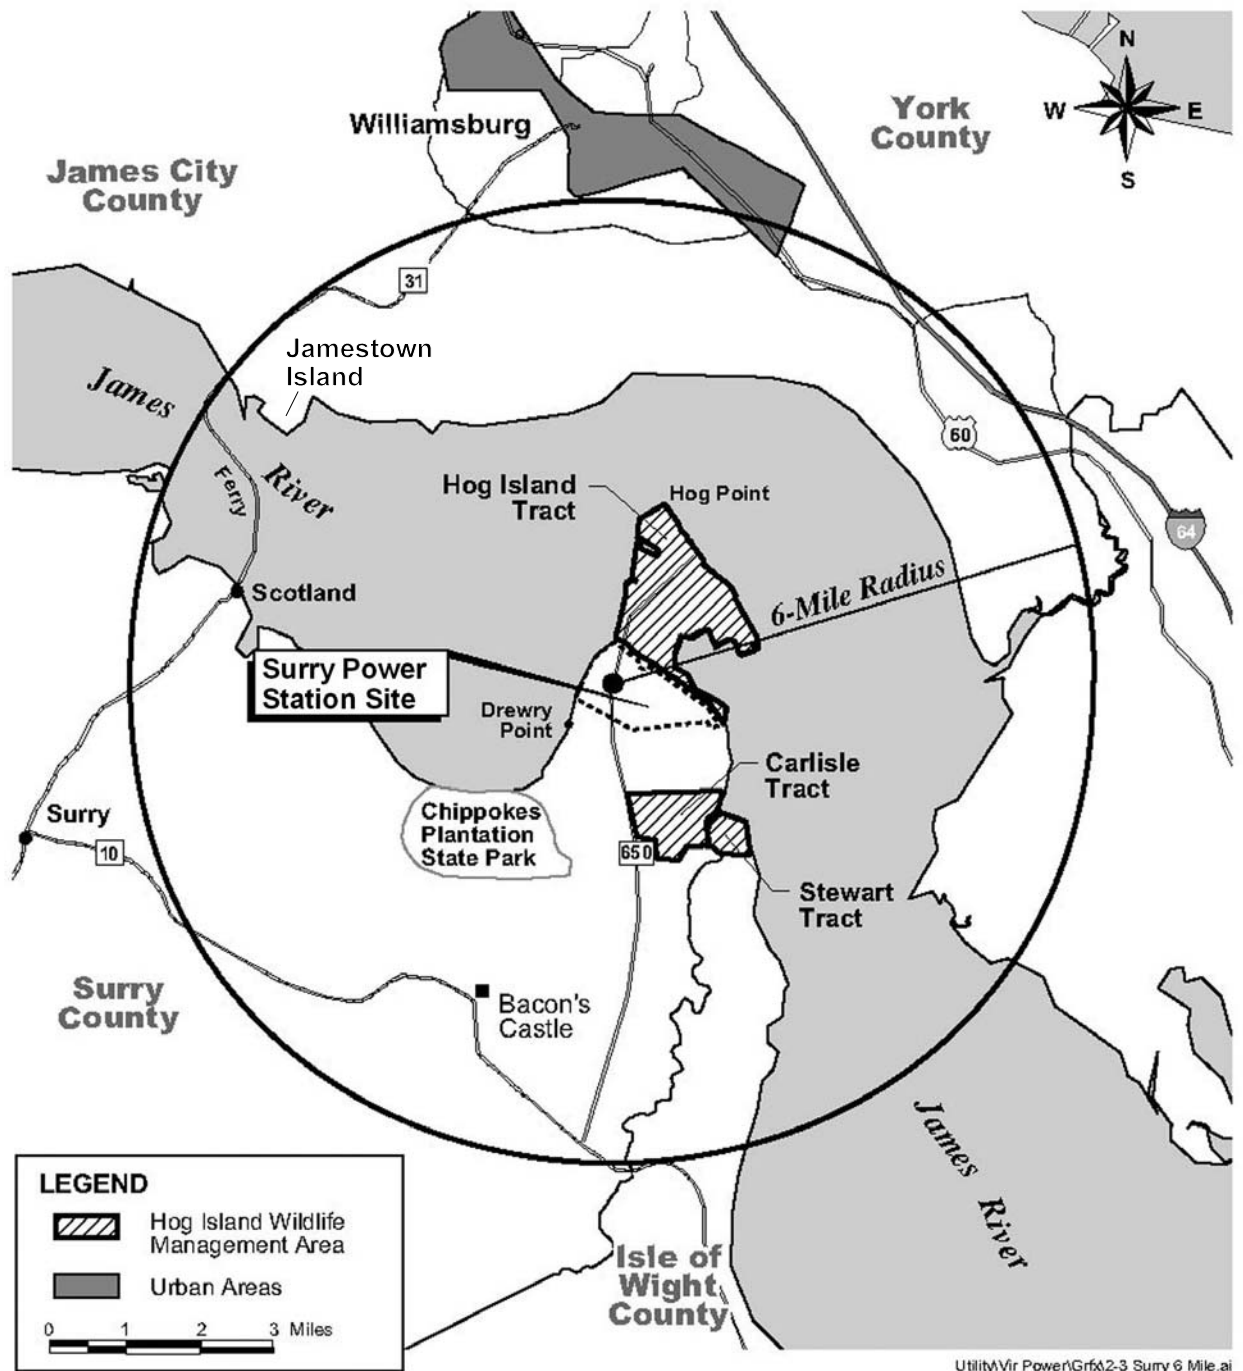 N
W E
S
York
County
Williamsburg
James City
County
31
Jamestown
Island
James
River
Ferry
60
64
Hog Island
Tract
Hog Point
6-Mile Radius
Scotland
Surry Power
Station Site
Drewry
Point
Carlisle
Tract
Chippokes
Plantation
State Park
Surry
10
650
Stewart
Tract
Surry
County
Bacon's
Castle
James
River
Isle of
Wight
County
LEGEND
Hog Island Wildlife
Management Area
Urban Areas
0 1 2 3 Miles
Utility\Vir Power\Grfx\2-3 Surry 6 Mile.ai